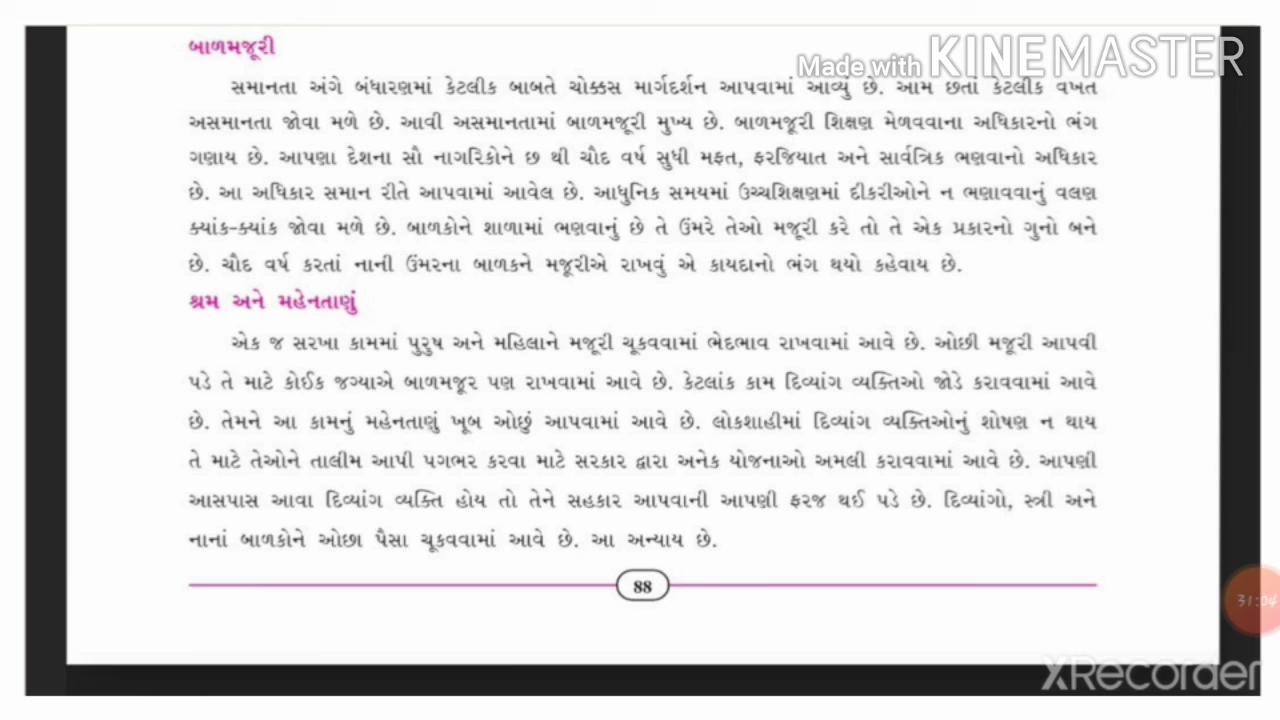 Made with KINEMASTER
બાળમજૂરી
સમાનતા અંગે બંધારણમાં કેટલીક બાબતે ચોક્કસ માર્ગદર્શન આપવામાં આવ્યું છે. આમ છતાં કેટલીક વખત
અસમાનતા જોવા મળે છે. આવી અસમાનતામાં બાળમજૂરી મુખ્ય છે. બાળમજૂરી શિક્ષણ મેળવવાના અધિકારનો ભંગ
ગણાય છે. આપણા દેશના સૌ નાગરિકોને છ થી ચૌદ વર્ષ સુધી મફત, ફરજિયાત અને સાર્વત્રિક ભણવાનો અધિકાર
છે. આ અધિકાર સમાન રીતે આપવામાં આવેલ છે. આધુનિક સમયમાં ઉચ્ચશિક્ષણમાં દીકરીઓને ન ભણાવવાનું વલણ
ક્યાંક-ક્યાંક જોવા મળે છે. બાળકોને શાળામાં ભણવાનું છે તે ઉંમરે તેઓ મજૂરી કરે તો તે એક પ્રકારનો ગુનો બને
છે. ચૌદ વર્ષ કરતાં નાની ઉંમરના બાળકને મજૂરીએ રાખવું એ કાયદાનો ભંગ થયો કહેવાય છે.
શ્રમ અને મહેનતાણું
એક જ સરખા કામમાં પુરુષ અને મહિલાને મજૂરી ચૂકવવામાં ભેદભાવ રાખવામાં આવે છે. ઓછી મજૂરી આપવી
પડે તે માટે કોઈક જગ્યાએ બાળમજૂર પણ રાખવામાં આવે છે. કેટલાંક કામ દિવ્યાંગ વ્યક્તિઓ જોડે કરાવવામાં આવે
છે. તેમને આ કામનું મહેનતાણું ખૂબ ઓછું આપવામાં આવે છે. લોકશાહીમાં દિવ્યાંગ વ્યક્તિઓનું શોષણ ન થાય
તે માટે તેઓને તાલીમ આપી પગભર કરવા માટે સરકાર દ્વારા અનેક યોજનાઓ અમલી કરાવવામાં આવે છે. આપણી
આસપાસ આવા દિવ્યાંગ વ્યક્તિ હોય તો તેને સહકાર આપવાની આપણી ફરજ થઈ પડે છે. દિવ્યાંગો, સ્ત્રી અને
નાનાં બાળકોને ઓછા પૈસા ચૂકવવામાં આવે છે. આ અન્યાય છે.
88
31:04
XRecorder